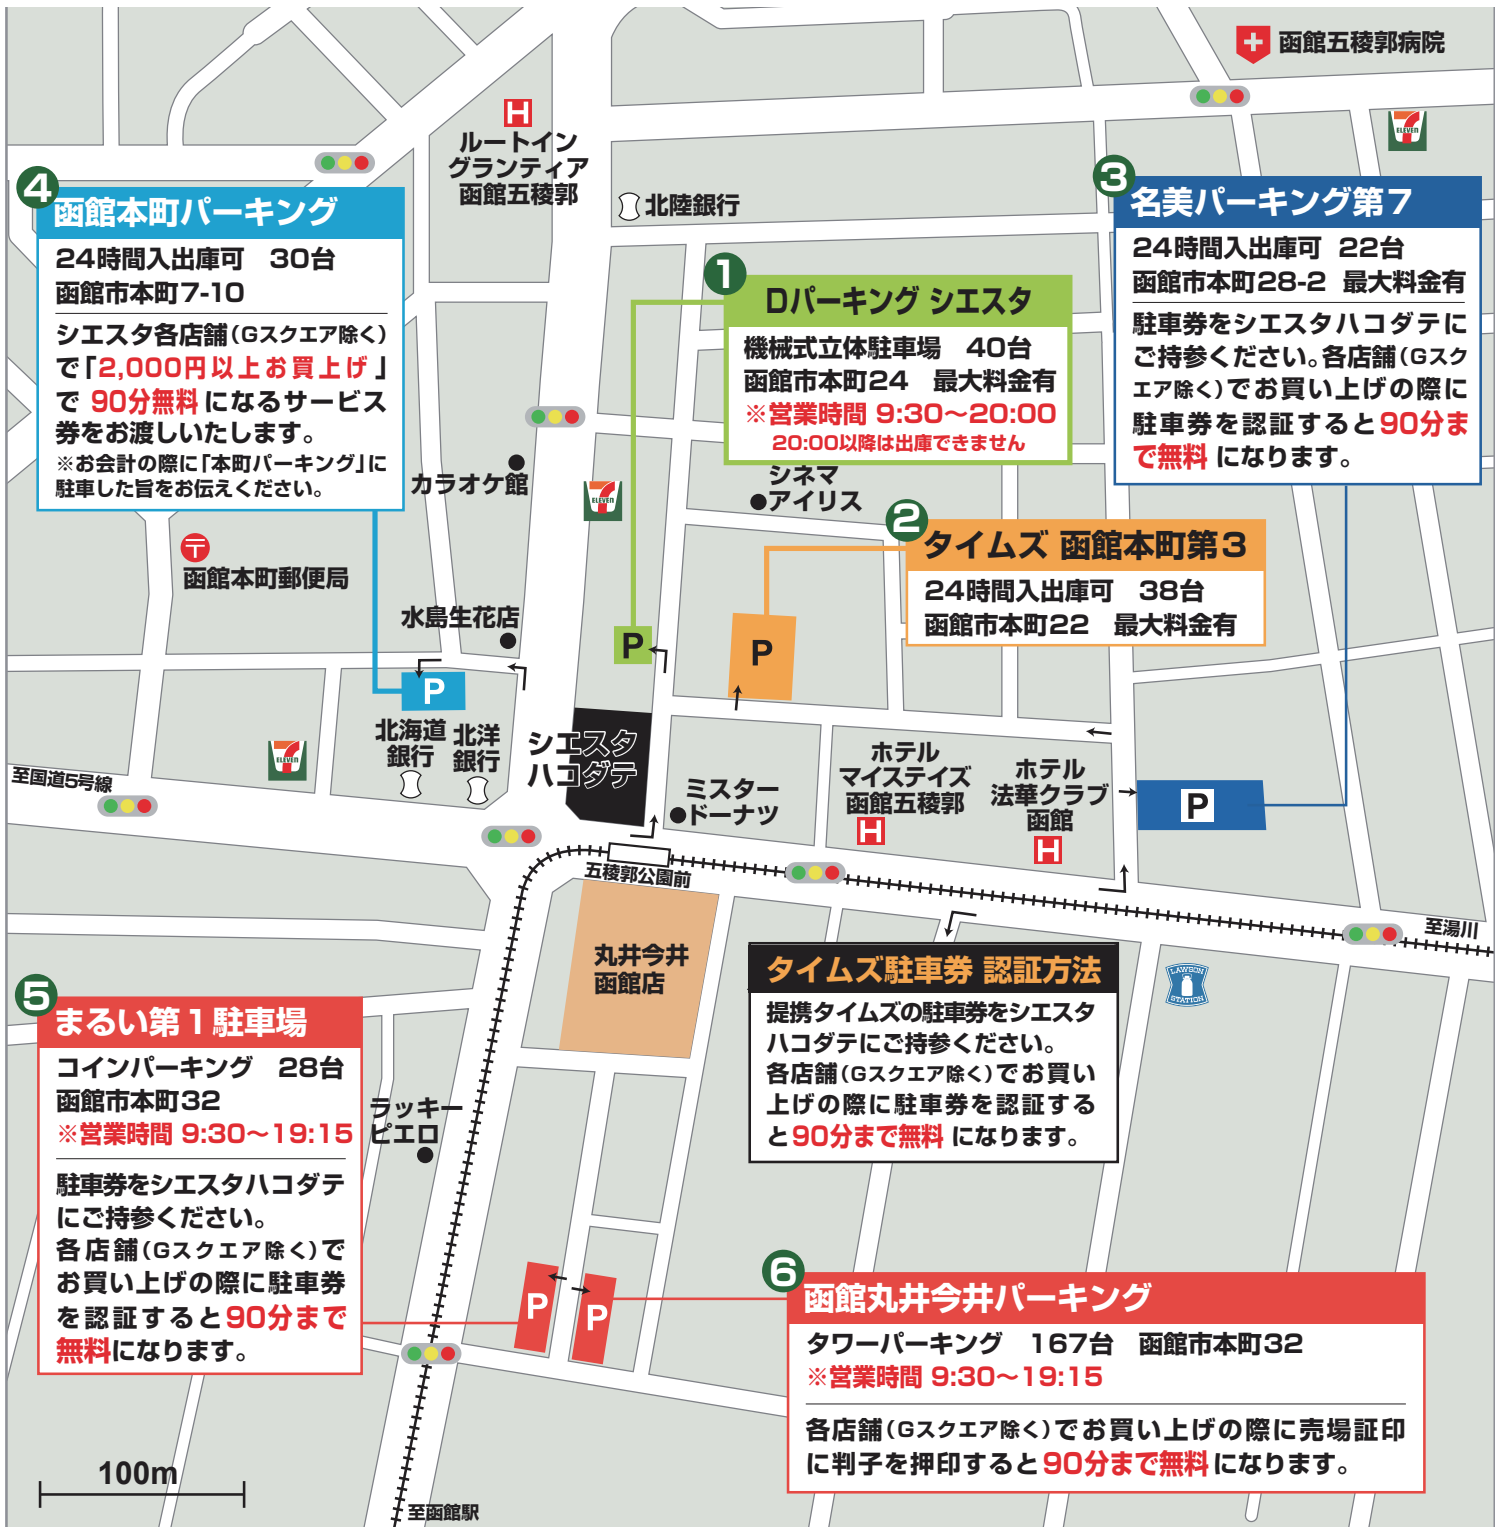 函館五稜郭病院
ELEVEN
ルートイン
グランティア
函館五稜郭
北陸銀行
4
函館本町パーキング
24時間入出庫可 30台
函館市本町7-10
シエスタ各店舗(Gスクエア除く)
で「2,000円以上お買上げ」
で 90分無料 になるサービス
券をお渡しいたします。
※お会計の際に「本町パーキング」に
駐車した旨をお伝えください。
1
Dパーキング シエスタ
機械式立体駐車場 40台
函館市本町24 最大料金有
※営業時間 9:30〜20:00
20:00以降は出庫できません
3
名美パーキング第7
24時間入出庫可 22台
函館市本町28-2 最大料金有
駐車券をシエスタハコダテに
ご持参ください。各店舗(Gスク
エア除く)でお買い上げの際に
駐車券を認証すると90分ま
で無料 になります。
カラオケ館
ELEVEN
シネマ
アイリス
2
タイムズ 函館本町第3
24時間入出庫可 38台
函館市本町22 最大料金有
函館本町郵便局
水島生花店
P
P
P
北海道
銀行
北洋
銀行
シエスタ
ハコダテ
ELEVEN
至国道5号線
ミスター
ドーナツ
ホテル
マイステイズ
函館五稜郭
H
ホテル
法華クラブ
函館
H
P
五稜郭公園前
至湯川
丸井今井
函館店
LAWSON
STATION
タイムズ駐車券 認証方法
提携タイムズの駐車券をシエスタ
ハコダテにご持参ください。
各店舗(Gスクエア除く)でお買い
上げの際に駐車券を認証する
と90分まで無料 になります。
5
まるい第1駐車場
コインパーキング 28台
函館市本町32
※営業時間 9:30〜19:15
駐車券をシエスタハコダテ
にご持参ください。
各店舗(Gスクエア除く)で
お買い上げの際に駐車券
を認証すると90分まで
無料になります。
ラッキー
ピエロ
P
P
6
函館丸井今井パーキング
タワーパーキング 167台 函館市本町32
※営業時間 9:30〜19:15
各店舗(Gスクエア除く)でお買い上げの際に売場証印
に判子を押印すると90分まで無料 になります。
100m
至函館駅